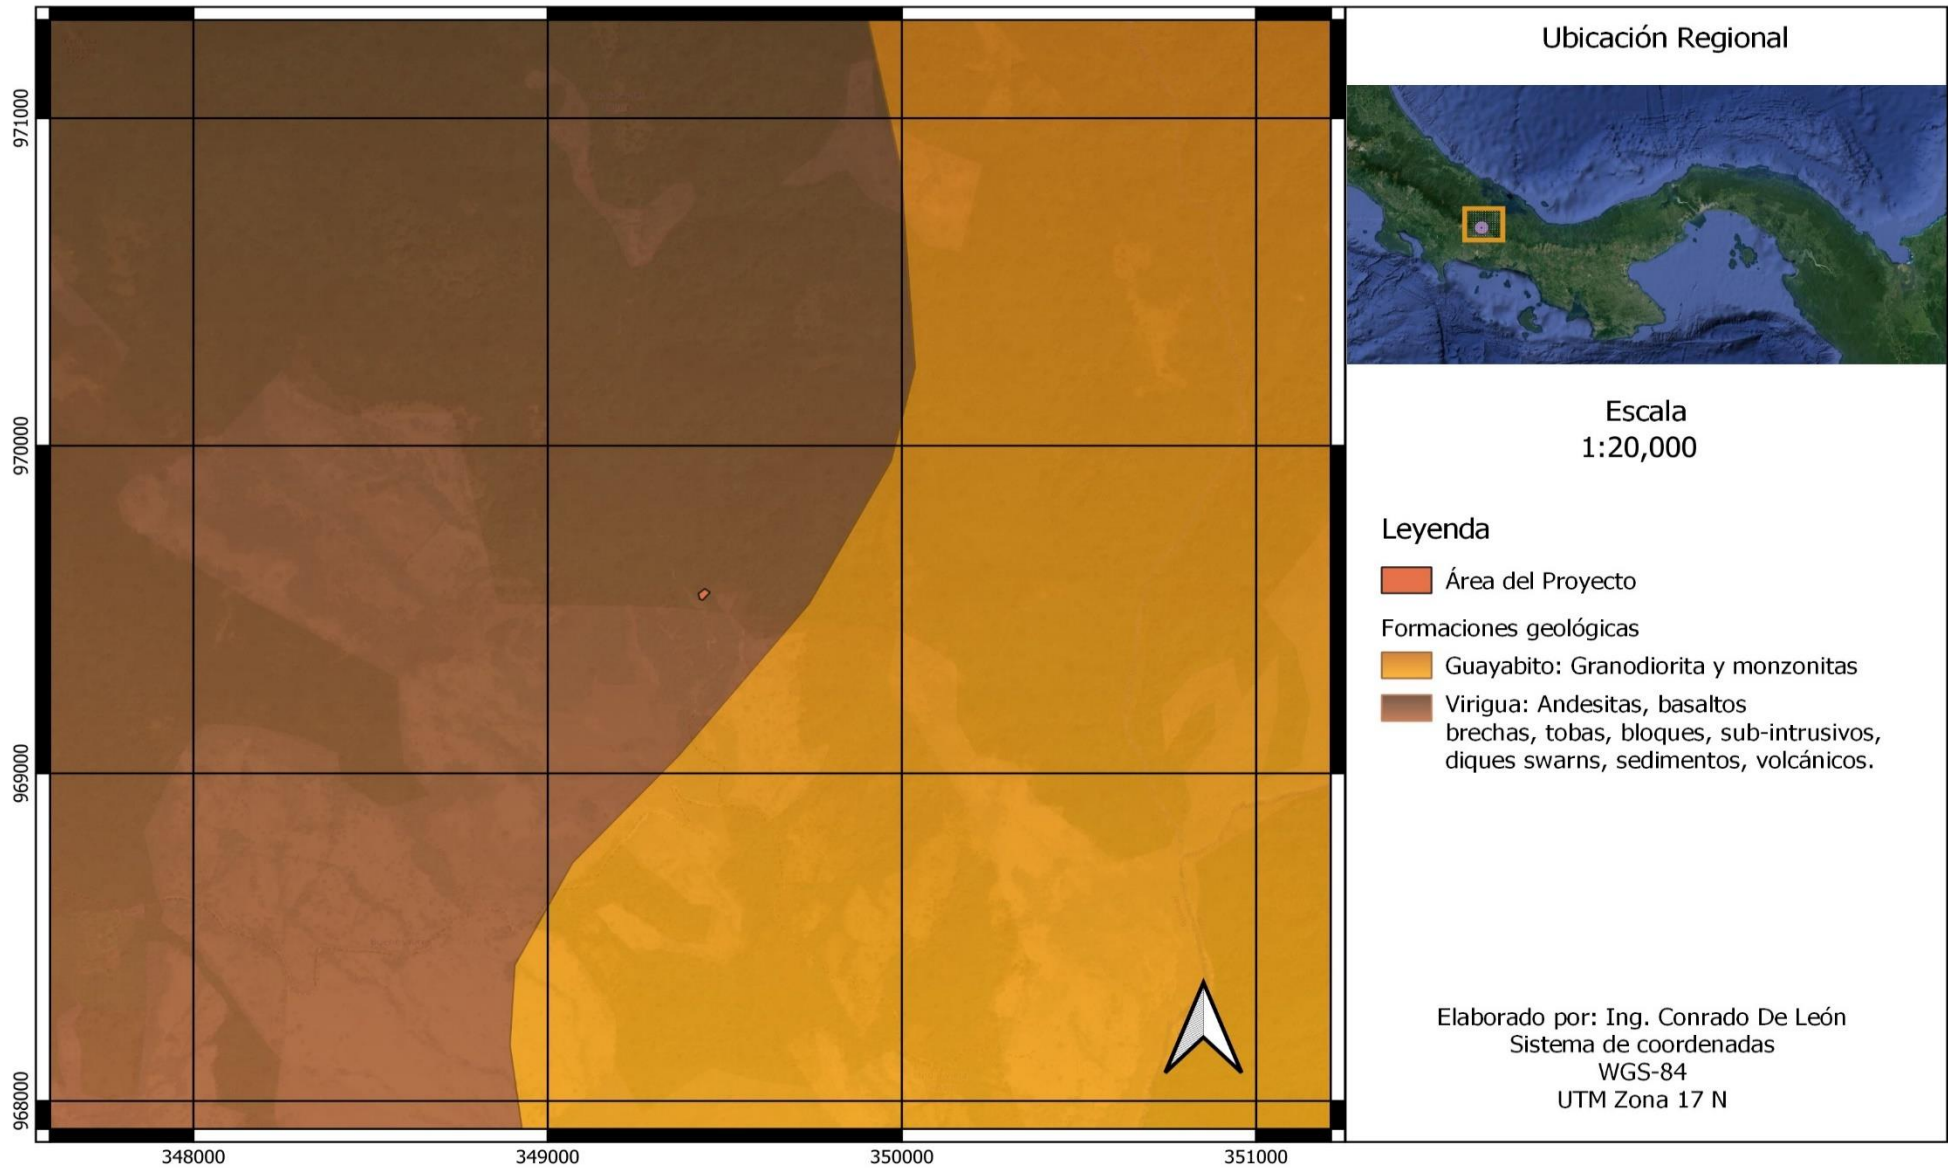 Ubicación Regional
971000
970000
969000
968000
348000
349000
350000
351000
Escala
1:20,000
Leyenda
Área del Proyecto
Formaciones geológicas
Guayabito: Granodiorita y monzonitas
Virigua: Andesitas, basaltos
brechas, tobas, bloques, sub-intrusivos,
diques swarns, sedimentos, volcánicos.
Elaborado por: Ing. Conrado De León
Sistema de coordenadas
WGS-84
UTM Zona 17 N